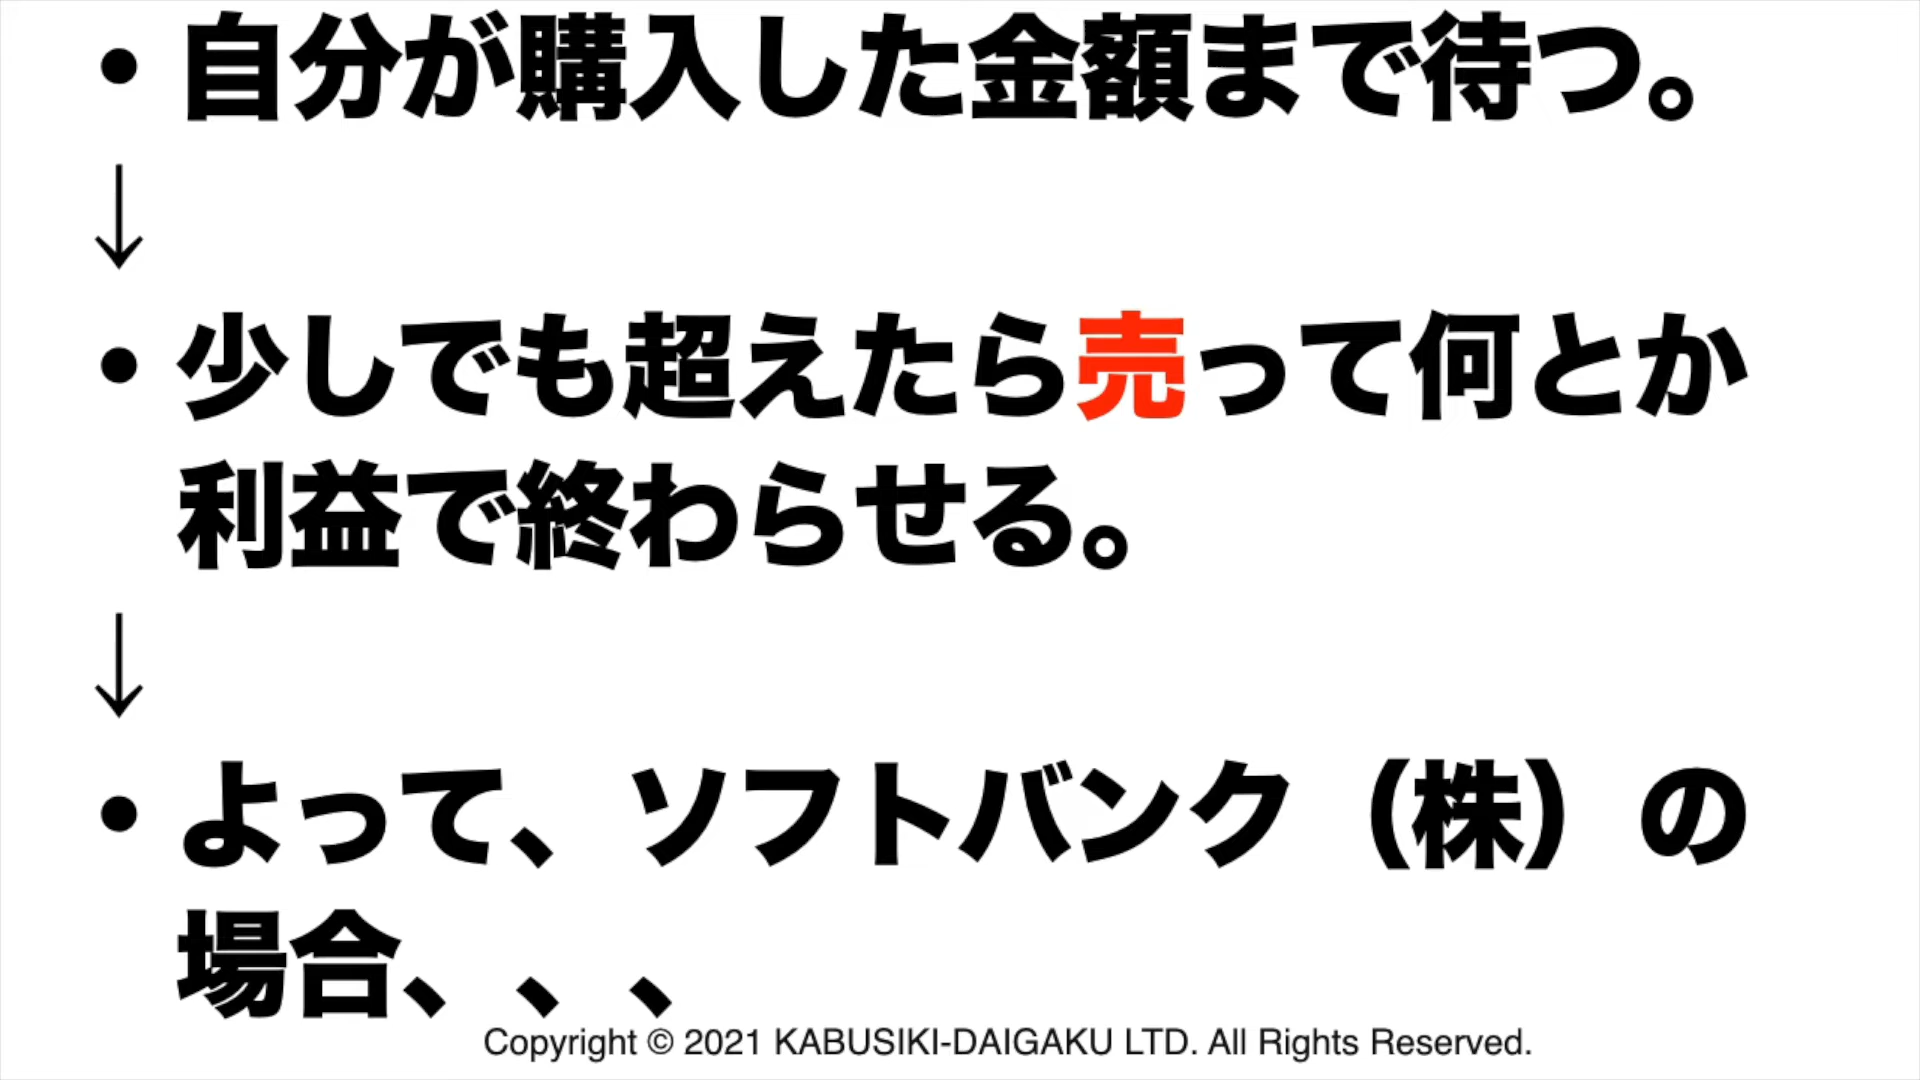 ・自分が購入した金額まで待つ。
↓
・少しでも超えたら売って何とか
利益で終わらせる。
↓
・よって、ソフトバンク（株）の
場合、、、
Copyright © 2021 KABUSIKI-DAIGAKU LTD. All Rights Reserved.